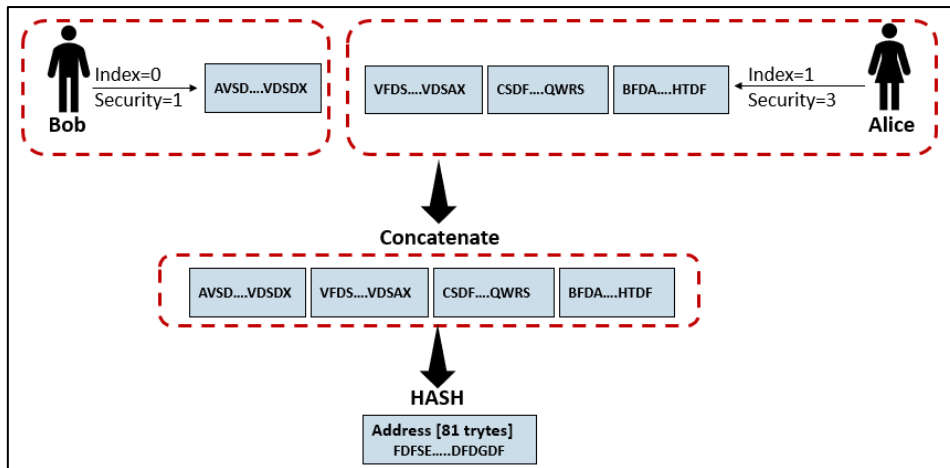 Index=0
Security=1
Bob
AVSD....VDSDX
VFDS....VDSAX
CSDF....QWRS
BFDA....HTDF
Index=1
Security=3
Alice
Concatenate
AVSD....VDSDX
VFDS....VDSAX
CSDF....QWRS
BFDA....HTDF
HASH
Address [81 trytes]
FDFSE.....DFDGDF